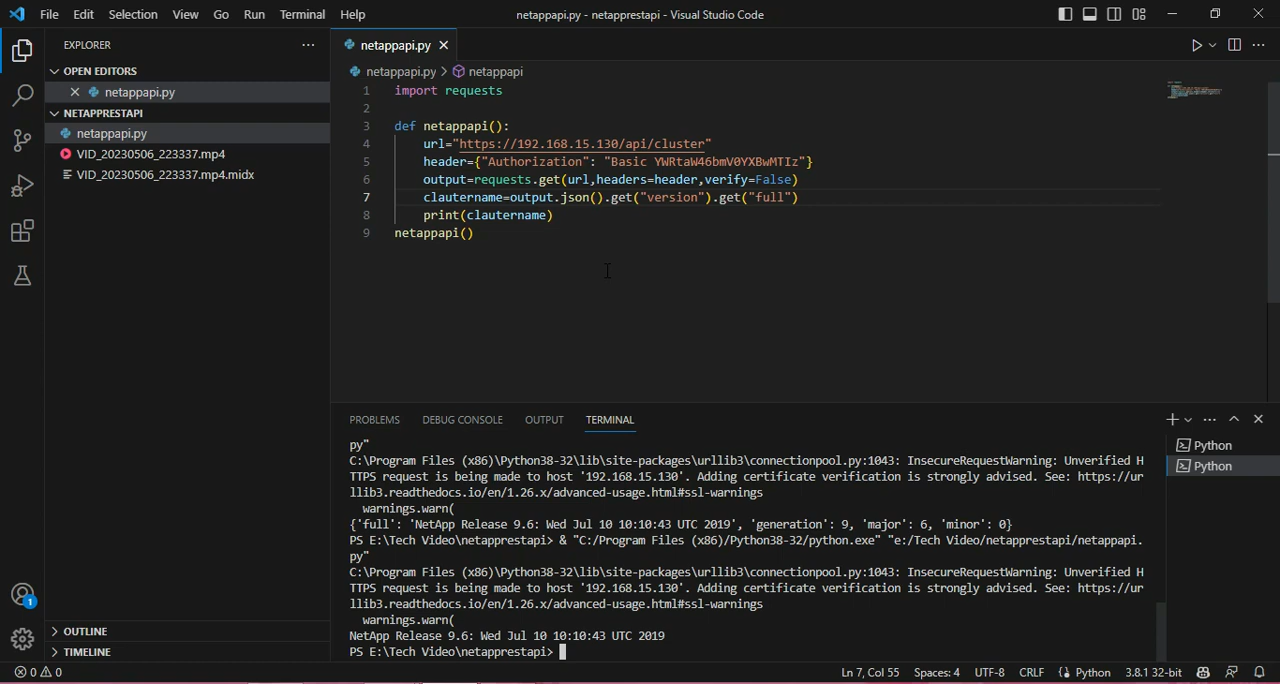 File Edit Selection View Go Run Terminal Help netappapi.py - netapprestapi - Visual Studio Code
EXPLORER
OPEN EDITORS
netappapi.py
NETAPPRESTAPI
netappapi.py
VID_20230506_223337.mp4
VID_20230506_223337.mp4.midx
OUTLINE
TIMELINE
netappapi.py
netappapi.py > netappapi
1 import requests
2
3 def netappapi():
4 url="https://192.168.15.130/api/cluster"
5 header={"Authorization": "Basic YWRtaW46bmV0YXBwMTIz"}
6 output=requests.get(url,headers=header,verify=False)
7 clautername=output.json().get("version").get("full")
8 print(clautername)
9 netappapi()
PROBLEMS DEBUG CONSOLE OUTPUT TERMINAL
py"
C:\Program Files (x86)\Python38-32\lib\site-packages\urllib3\connectionpool.py:1043: InsecureRequestWarning: Unverified H
TTPS request is being made to host '192.168.15.130'. Adding certificate verification is strongly advised. See: https://ur
llib3.readthedocs.io/en/1.26.x/advanced-usage.html#ssl-warnings
warnings.warn(
{'full': 'NetApp Release 9.6: Wed Jul 10 10:10:43 UTC 2019', 'generation': 9, 'major': 6, 'minor': 0}
PS E:\Tech Video\netapprestapi> & "C:/Program Files (x86)/Python38-32/python.exe" "e:/Tech Video/netapprestapi/netappapi.
py"
C:\Program Files (x86)\Python38-32\lib\site-packages\urllib3\connectionpool.py:1043: InsecureRequestWarning: Unverified H
TTPS request is being made to host '192.168.15.130'. Adding certificate verification is strongly advised. See: https://ur
llib3.readthedocs.io/en/1.26.x/advanced-usage.html#ssl-warnings
warnings.warn(
NetApp Release 9.6: Wed Jul 10 10:10:43 UTC 2019
PS E:\Tech Video\netapprestapi>
Python
Python
1
0 0 Ln 7, Col 55 Spaces: 4 UTF-8 CRLF Python 3.8.1 32-bit